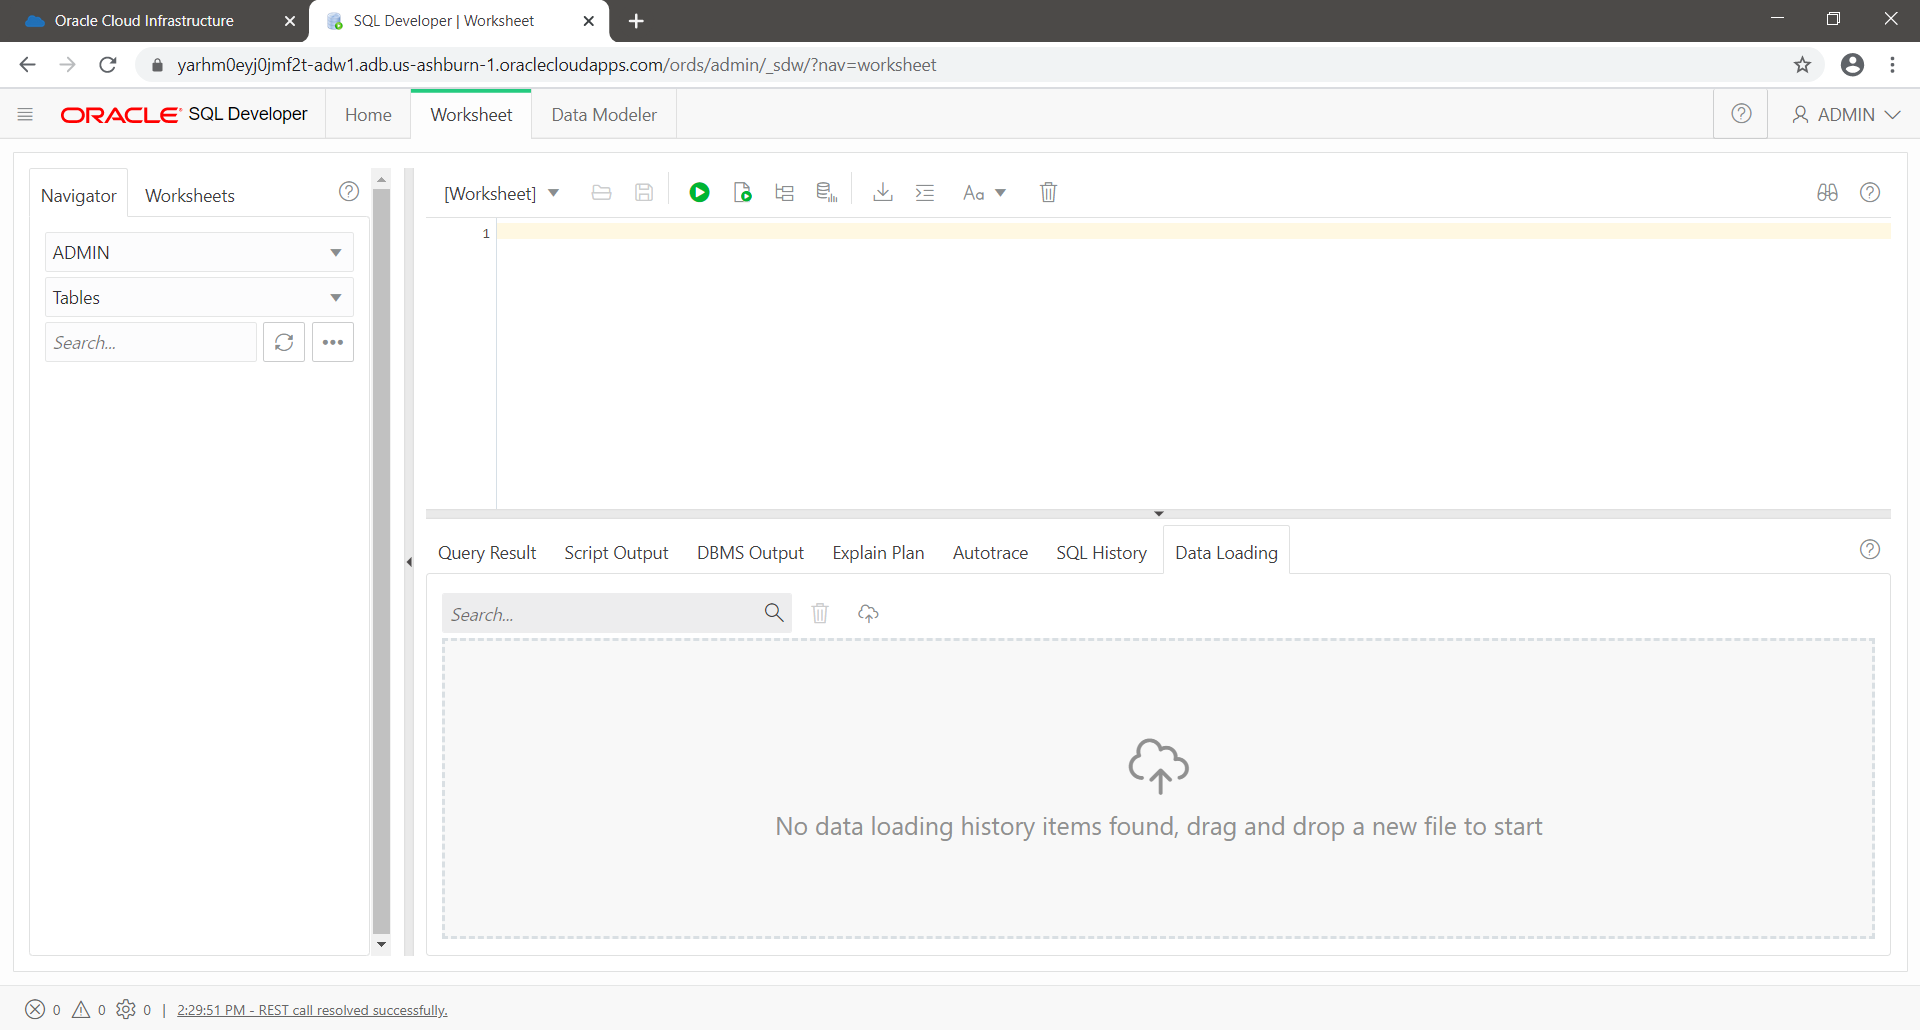 Oracle Cloud Infrastructure
SQL Developer | Worksheet
yarhm0eyj0jmf2t-adw1.adb.us-ashburn-1.oraclecloudapps.com/ords/admin/_sdw/?nav=worksheet
ORACLE SQL Developer
Home
Worksheet
Data Modeler
ADMIN
Navigator
Worksheets
ADMIN
Tables
Search...
[Worksheet]
Aa
1
Query Result
Script Output
DBMS Output
Explain Plan
Autotrace
SQL History
Data Loading
Search...
No data loading history items found, drag and drop a new file to start
0 0 0 | 2:29:51 PM - REST call resolved successfully.